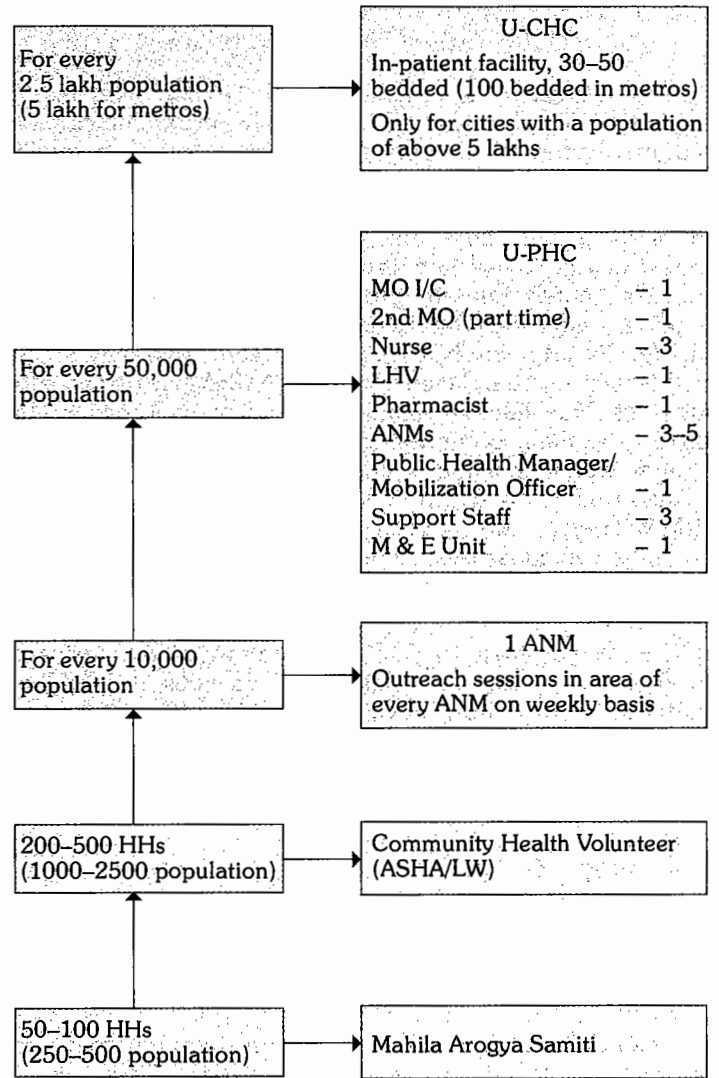 For every
2.5 lakh population
(5 lakh for metros)
U-CHC
In-patient facility, 30–50
bedded (100 bedded in metros)
Only for cities with a population
of above 5 lakhs
For every 50,000
population
U-PHC
MO I/C – 1
2nd MO (part time) – 1
Nurse – 3
LHV – 1
Pharmacist – 1
ANMs – 3–5
Public Health Manager/
Mobilization Officer – 1
Support Staff – 3
M & E Unit – 1
For every 10,000
population
1 ANM
Outreach sessions in area of
every ANM on weekly basis
200–500 HHs
(1000–2500 population)
Community Health Volunteer
(ASHA/LW)
50–100 HHs
(250–500 population)
Mahila Arogya Samiti